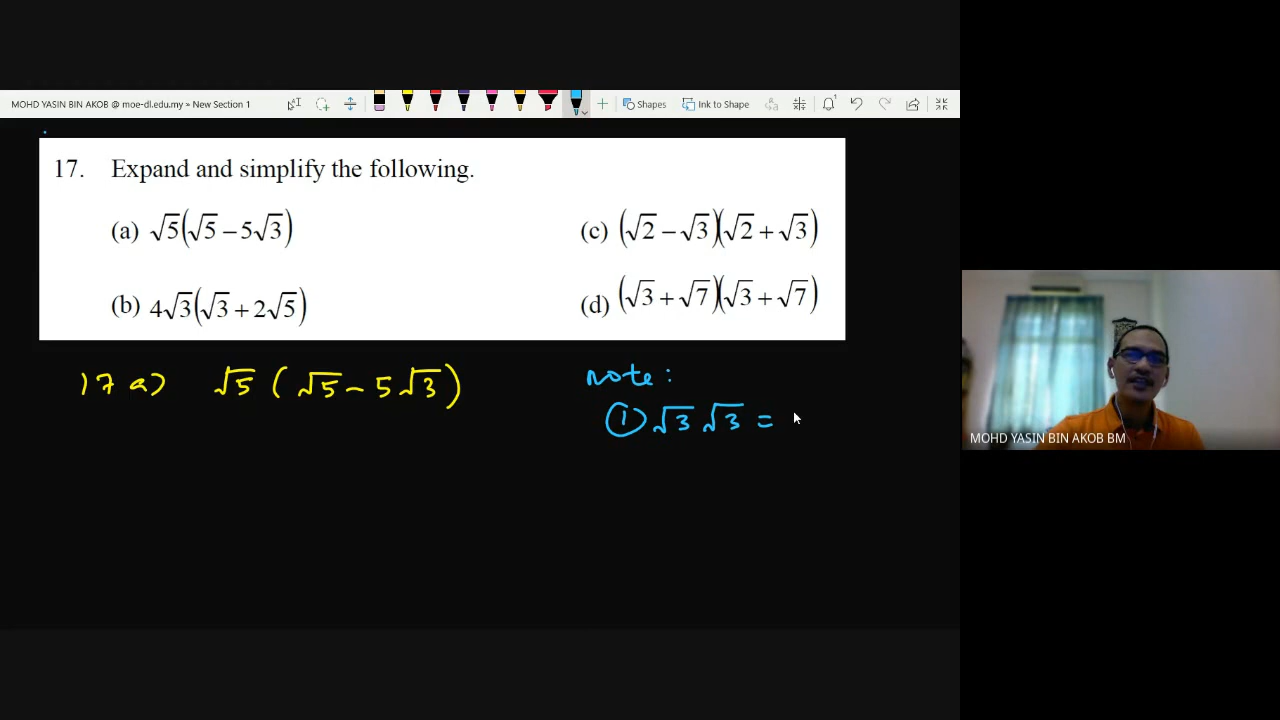 MOHD YASIN BIN AKOB @ moe-dl.edu.my » New Section 1
Shapes
Ink to Shape
17. Expand and simplify the following.
(a) √5(√5 – 5√3)
(c) (√2 – √3)(√2 + √3)
(b) 4√3(√3 + 2√5)
(d) (√3 + √7)(√3 + √7)
17 a) √5 ( √5 – 5√3)
note :
① √3 √3 =
MOHD YASIN BIN AKOB BM